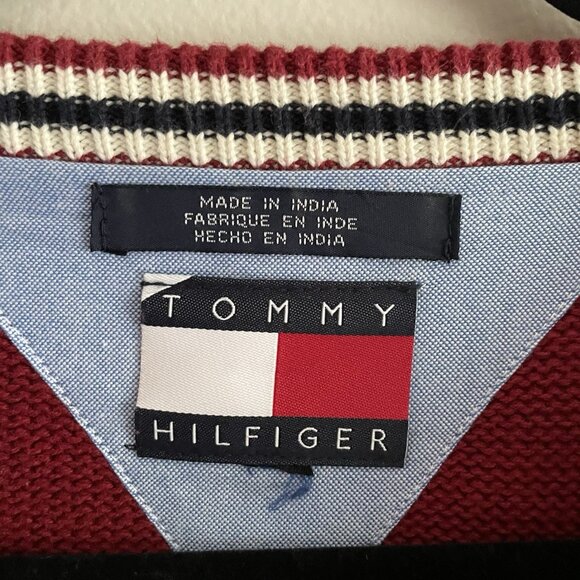 MADE IN INDIA
FABRIQUE EN INDE
HECHO EN INDIA
TOMMY
HILFIGER